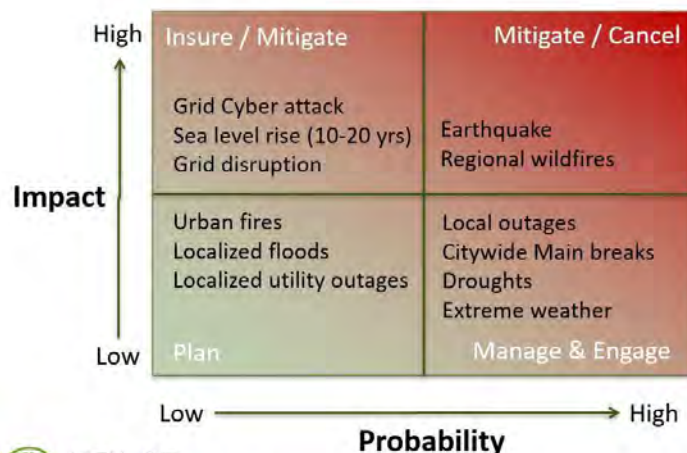 High
Insure / Mitigate
Mitigate / Cancel
Grid Cyber attack
Sea level rise (10-20 yrs)
Grid disruption
Earthquake
Regional wildfires
Impact
Urban fires
Localized floods
Localized utility outages
Local outages
Citywide Main breaks
Droughts
Extreme weather
Low
Plan
Manage & Engage
Low
High
Probability